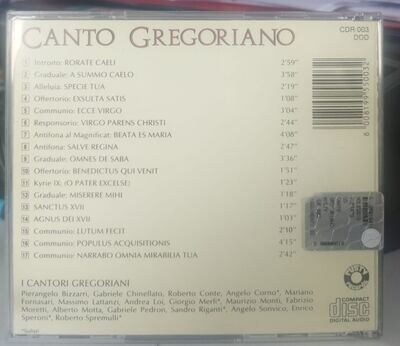 CANTO GREGORIANO
CDR 003
DDD
1 Introito: RORATE CAELI 2'59"
2 Graduale: A SUMMO CAELO 3'58"
3 Alleluia: SPECIE TUA 2'19"
4 Offertorio: EXSULTA SATIS 1'08"
5 Communio: ECCE VIRGO 3'04"
6 Responsorio: VIRGO PARENS CHRISTI 2'44"
7 Antifona al Magnificat: BEATA ES MARIA 4'08"
8 Antifona: SALVE REGINA 2'47"
9 Graduale: OMNES DE SABA 3'36"
10 Offertorio: BENEDICTUS QUI VENIT 1'51"
11 Kyrie IX: (O PATER EXCELSE) 1'23"
12 Graduale: MISERERE MIHI 1'18"
13 SANCTUS XVII 1'17"
14 AGNUS DEI XVII 1'03"
15 Communio: LUTUM FECIT 2'10"
16 Communio: POPULUS ACQUISITIONIS 4'15"
17 Communio: NARRABO OMNIA MIRABILIA TUA 2'42"
8 008199 550032
I CANTORI GREGORIANI
Pierangelo Bizzarri, Gabriele Chinellato, Roberto Conte, Angelo Corno*, Mariano
Fornasari, Massimo Lattanzi, Andrea Loi, Giorgio Merli*, Maurizio Monti, Fabrizio
Moretti, Alberto Motta, Gabriele Pedron, Sandro Riganti*, Angelo Sonvico, Enrico
Speroni*, Roberto Spremulli*
*Solisti
COMPACT
disc
DIGITAL AUDIO